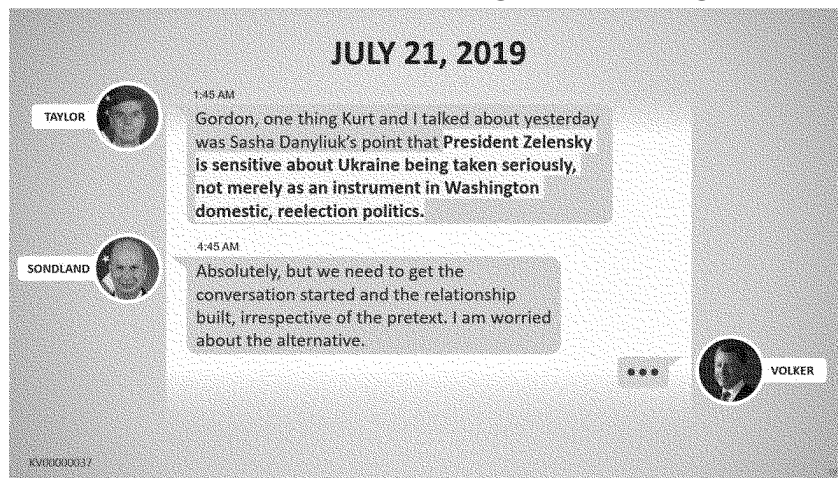 JULY 21, 2019
1:45 AM
TAYLOR
Gordon, one thing Kurt and I talked about yesterday
was Sasha Danyliuk's point that President Zelensky
is sensitive about Ukraine being taken seriously,
not merely as an instrument in Washington
domestic, reelection politics.
4:45 AM
SONDLAND
Absolutely, but we need to get the
conversation started and the relationship
built, irrespective of the pretext. I am worried
about the alternative.
VOLKER
KV00000037